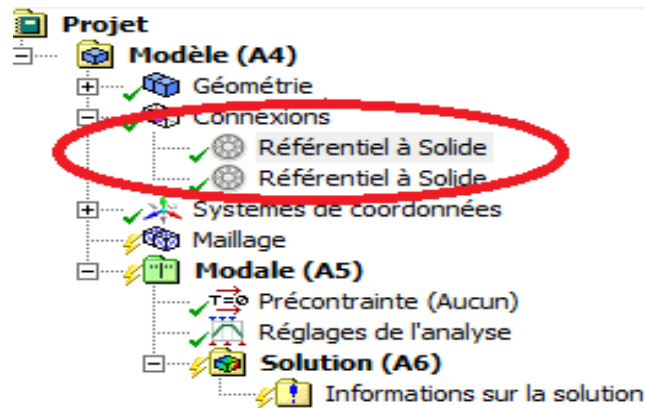 Projet
Modèle (A4)
Géométrie
Connexions
Référentiel à Solide
Référentiel à Solide
Systèmes de coordonnées
Maillage
Modale (A5)
T=0 Précontrainte (Aucun)
Réglages de l'analyse
Solution (A6)
Informations sur la solution